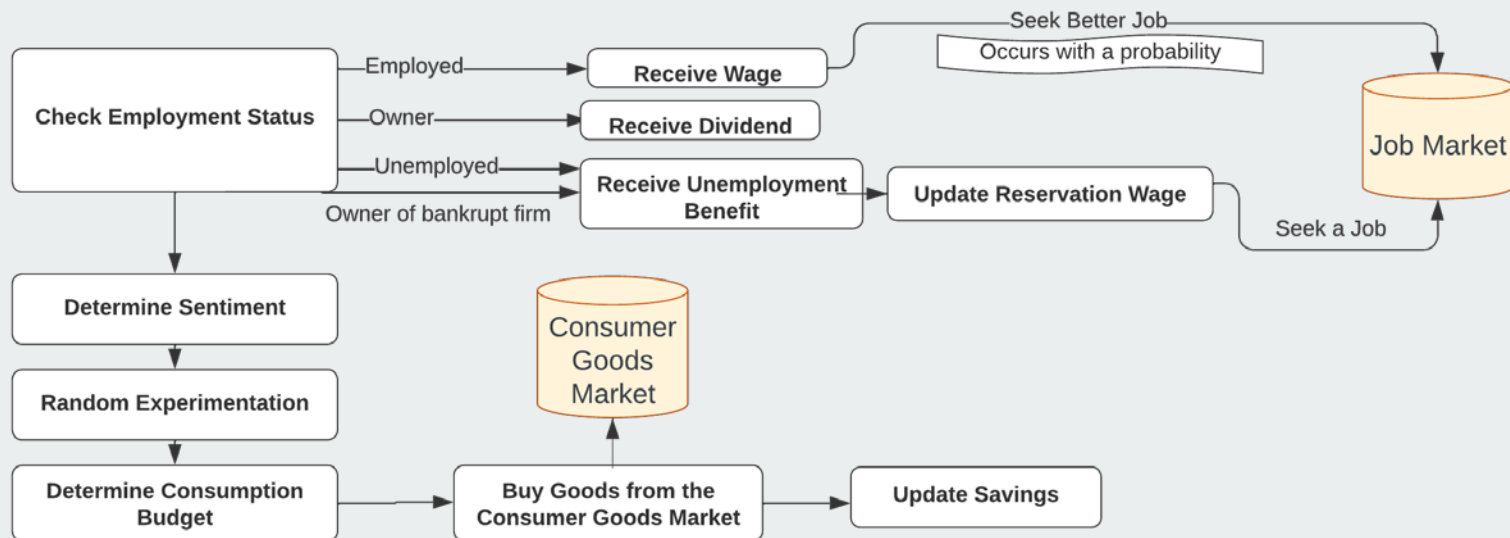 Seek Better Job
Occurs with a probability
Employed
Receive Wage
Check Employment Status
Owner
Receive Dividend
Job Market
Unemployed
Receive Unemployment
Benefit
Update Reservation Wage
Owner of bankrupt firm
Seek a Job
Determine Sentiment
Consumer
Goods
Market
Random Experimentation
Determine Consumption
Budget
Buy Goods from the
Consumer Goods Market
Update Savings